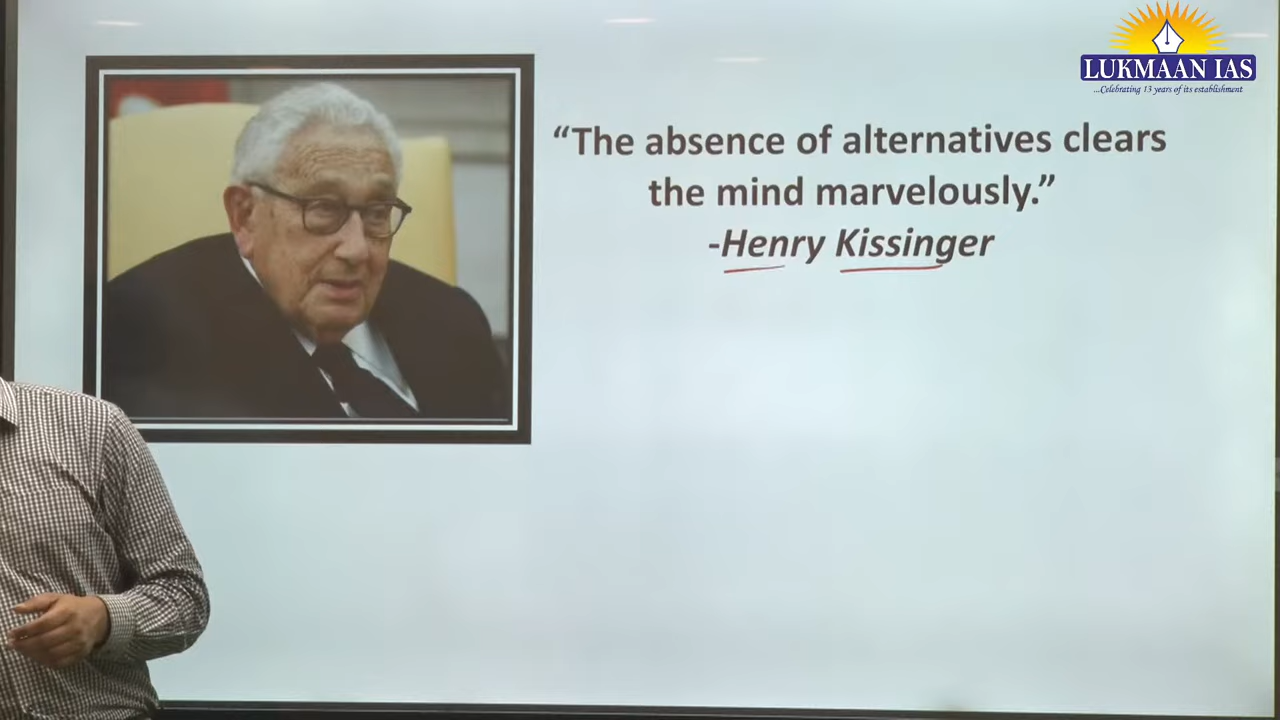 LUKMAAN IAS
...Celebrating 13 years of its establishment
“The absence of alternatives clears
the mind marvelously.”
-Henry Kissinger